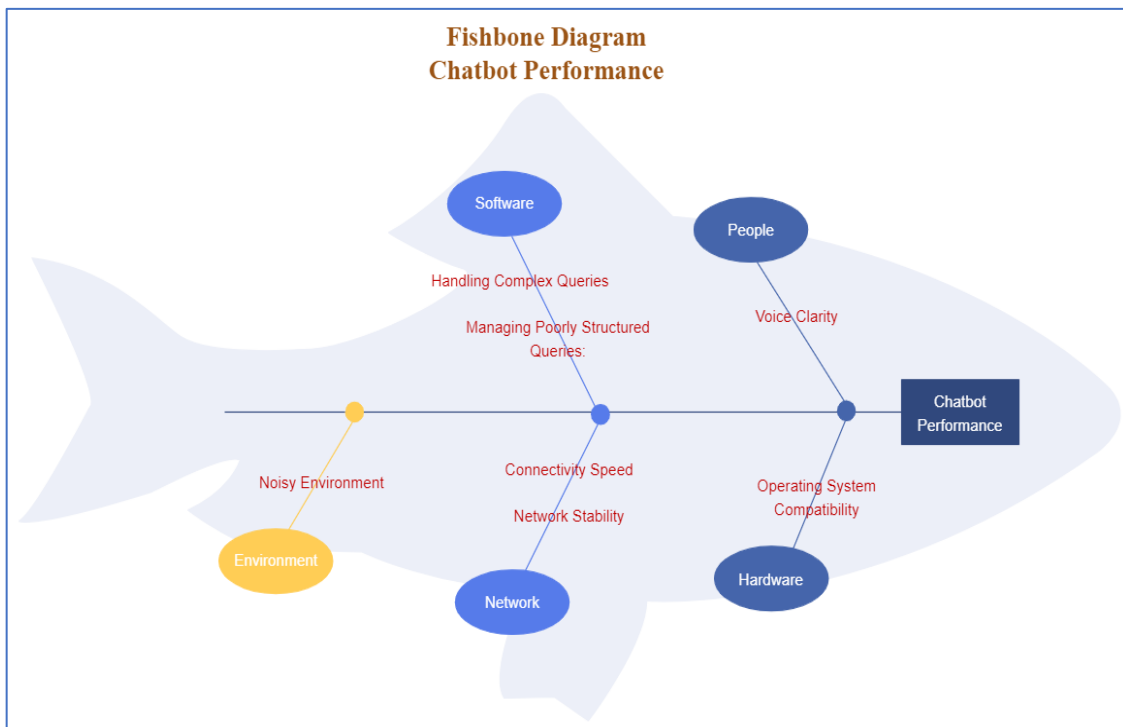 Fishbone Diagram
Chatbot Performance
Software
People
Handling Complex Queries
Voice Clarity
Managing Poorly Structured
Queries:
Chatbot
Performance
Noisy Environment
Connectivity Speed
Operating System
Compatibility
Network Stability
Environment
Network
Hardware